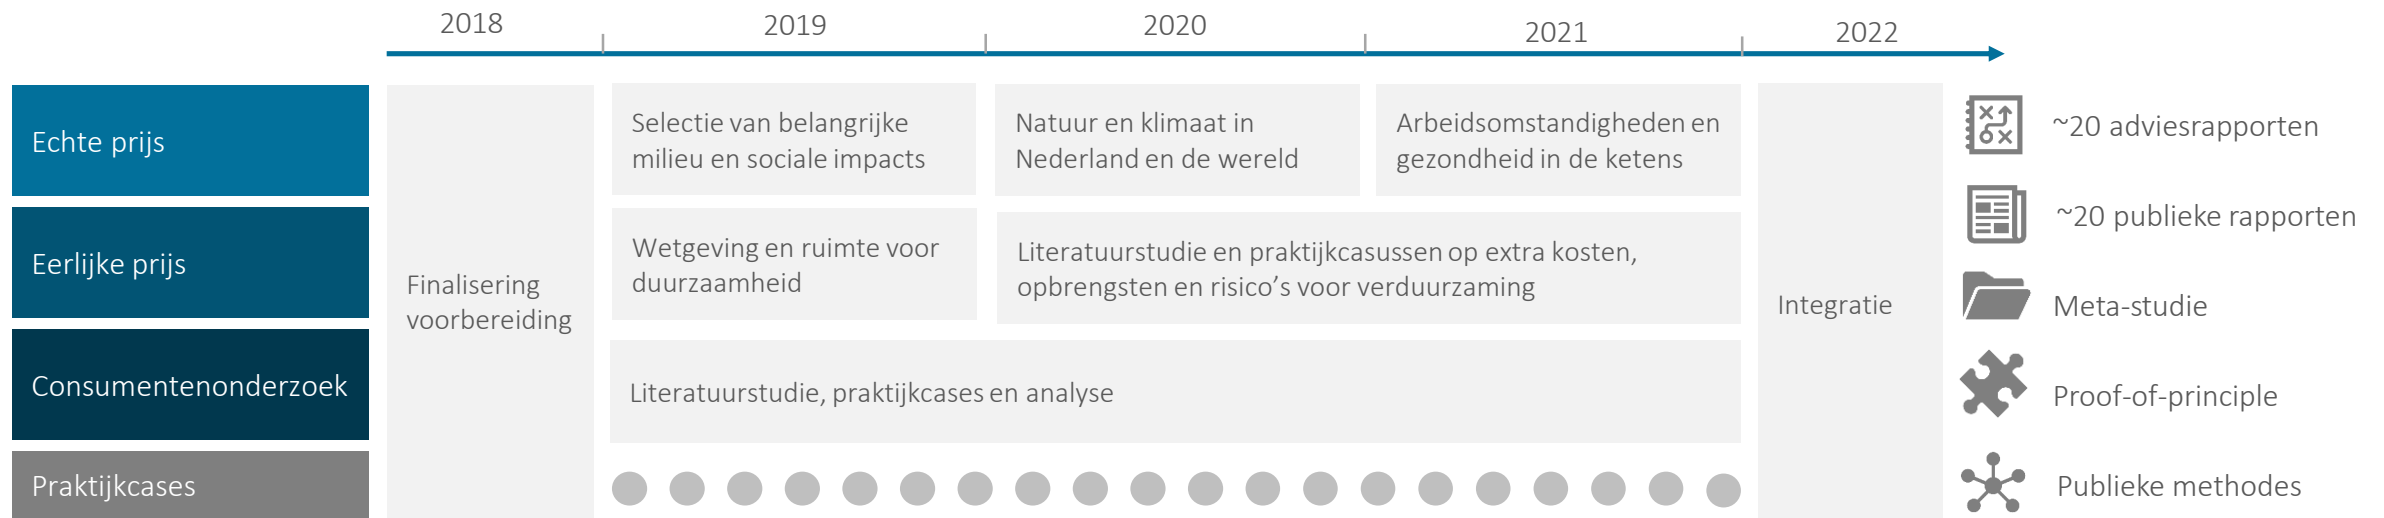 2018
2019
2020
2021
2022
Echte prijs
Selectie van belangrijke
milieu en sociale impacts
Natuur en klimaat in
Nederland en de wereld
Arbeidsomstandigheden en
gezondheid in de ketens
Eerlijke prijs
Wetgeving en ruimte voor
duurzaamheid
Literatuurstudie en praktijkcasussen op extra kosten,
opbrengsten en risico’s voor verduurzaming
Consumentenonderzoek
Literatuurstudie, praktijkcases en analyse
Praktijkcases
Finalisering
voorbereiding
Integratie
~20 adviesrapporten
~20 publieke rapporten
Meta-studie
Proof-of-principle
Publieke methodes